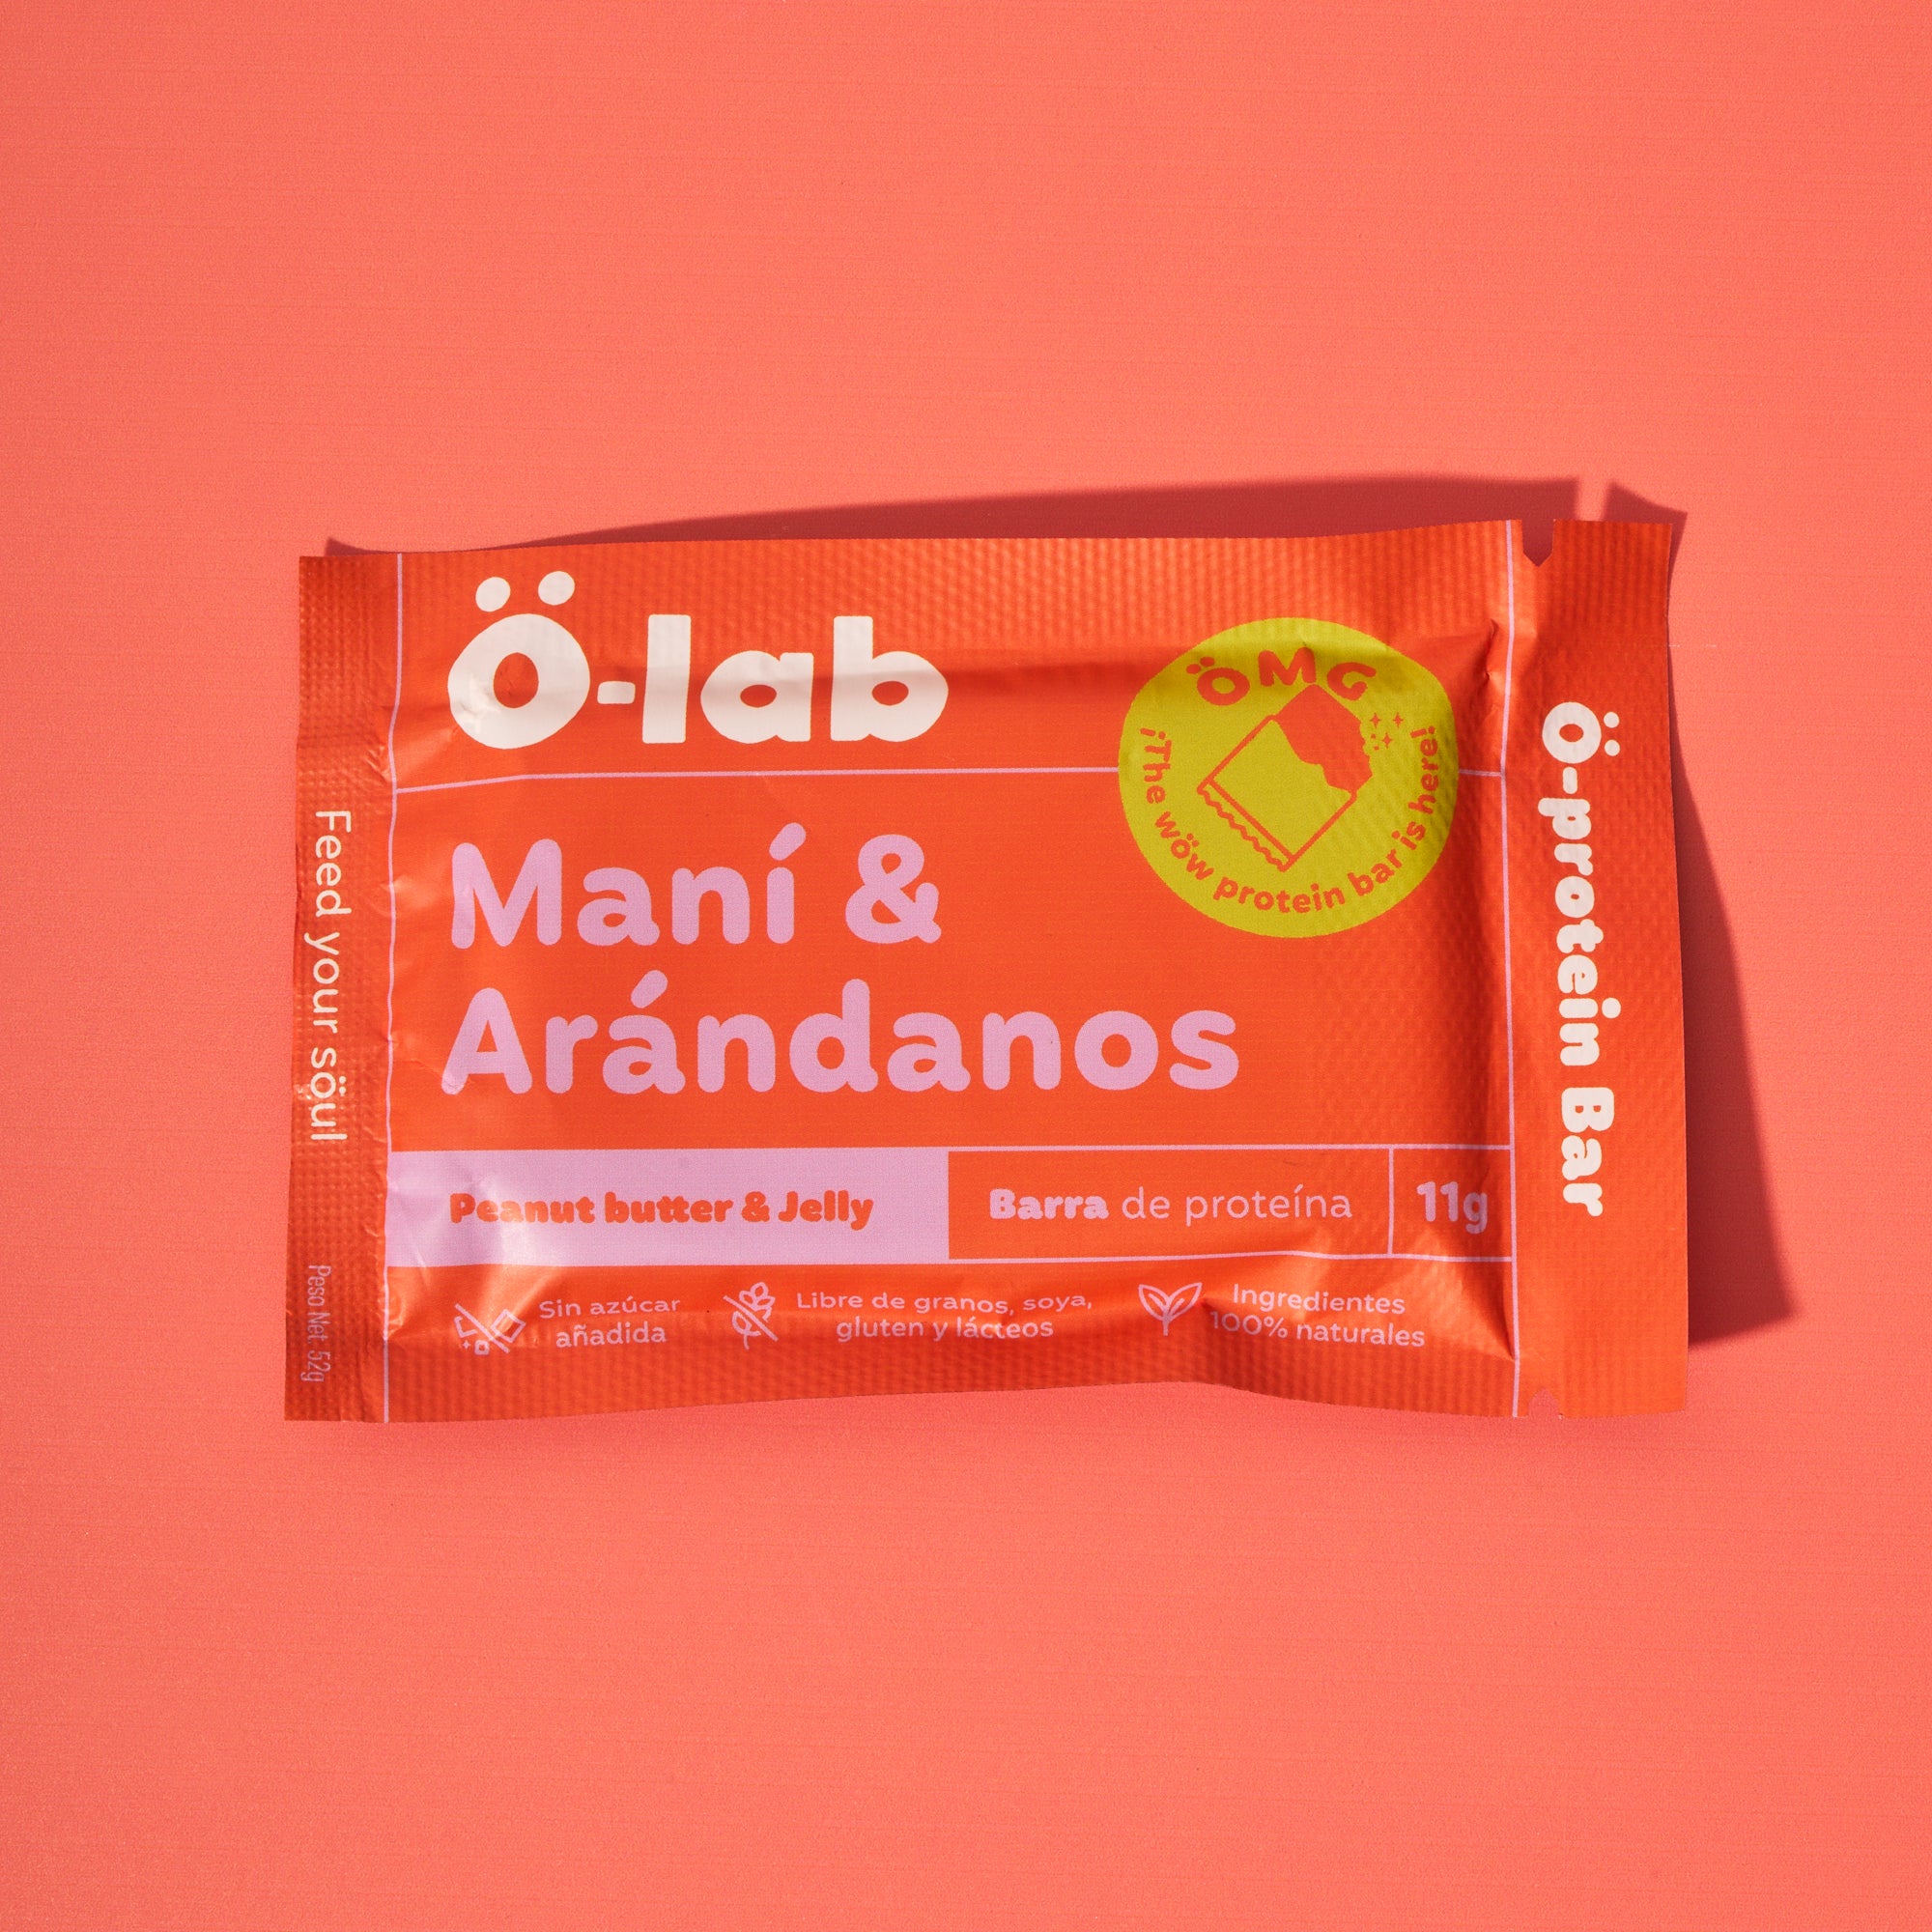 Ö-lab
ÖMG
¡The wöw protein bar is here!
Maní &
Arándanos
Peanut butter & Jelly
Barra de proteína
11g
Sin azúcar
añadida
Libre de granos, soya,
gluten y lácteos
Ingredientes
100% naturales
Feed your söul
Peso Net 52g
Ö-protein Bar